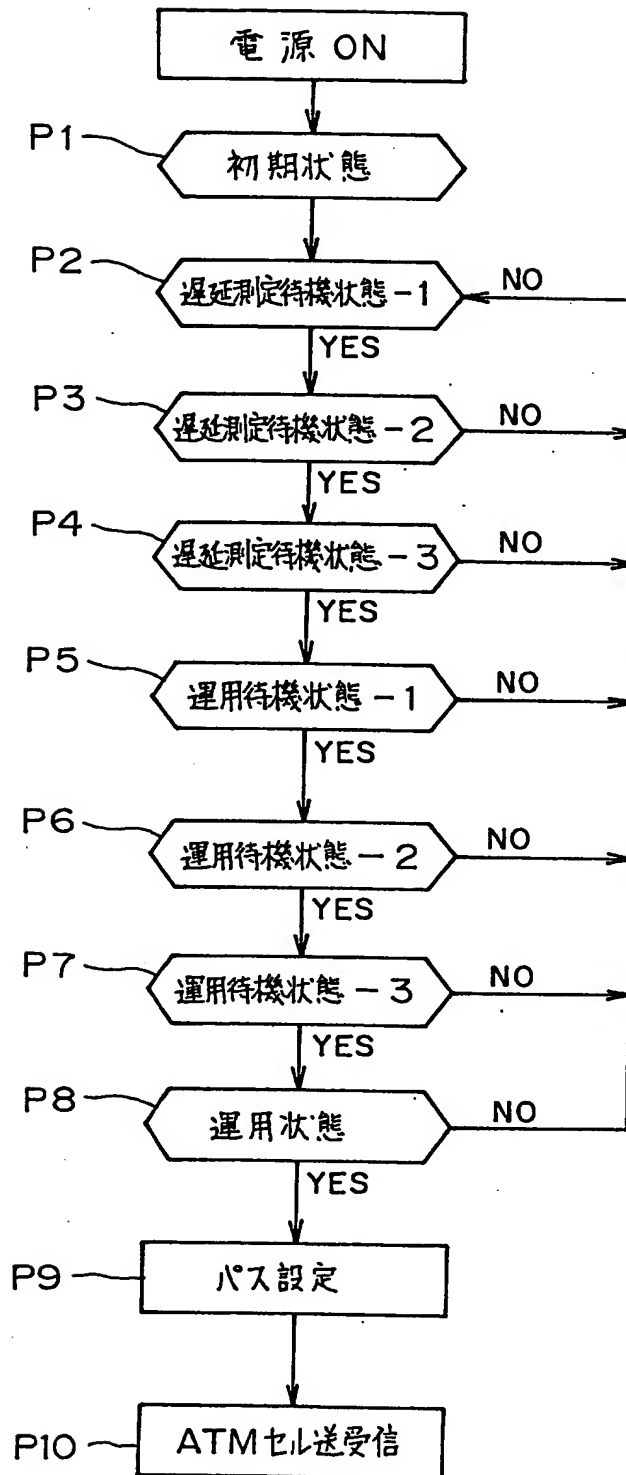 電源 ON
P1
初期状態
P2
遅延測定待機状態-1
NO
YES
P3
遅延測定待機状態-2
NO
YES
P4
遅延測定待機状態-3
NO
YES
P5
運用待機状態-1
NO
YES
P6
運用待機状態-2
NO
YES
P7
運用待機状態-3
NO
YES
P8
運用状態
NO
YES
P9
パス設定
P10
ATMセル送受信